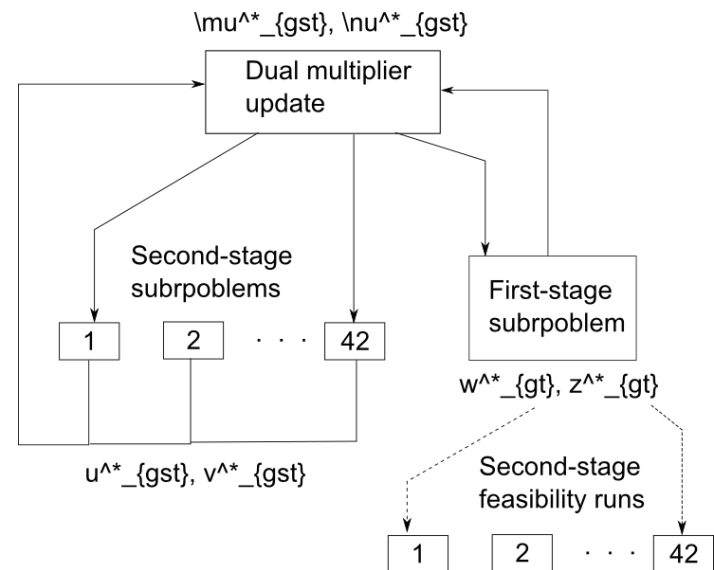 \mu^*_{gst}, \nu^*_{gst}
Dual multiplier
update
Second-stage
subrpoblems
1 2 · · · 42
First-stage
subrpoblem
w^*_{gt}, z^*_{gt}
u^*_{gst}, v^*_{gst}
Second-stage
feasibility runs
1 2 · · · 42